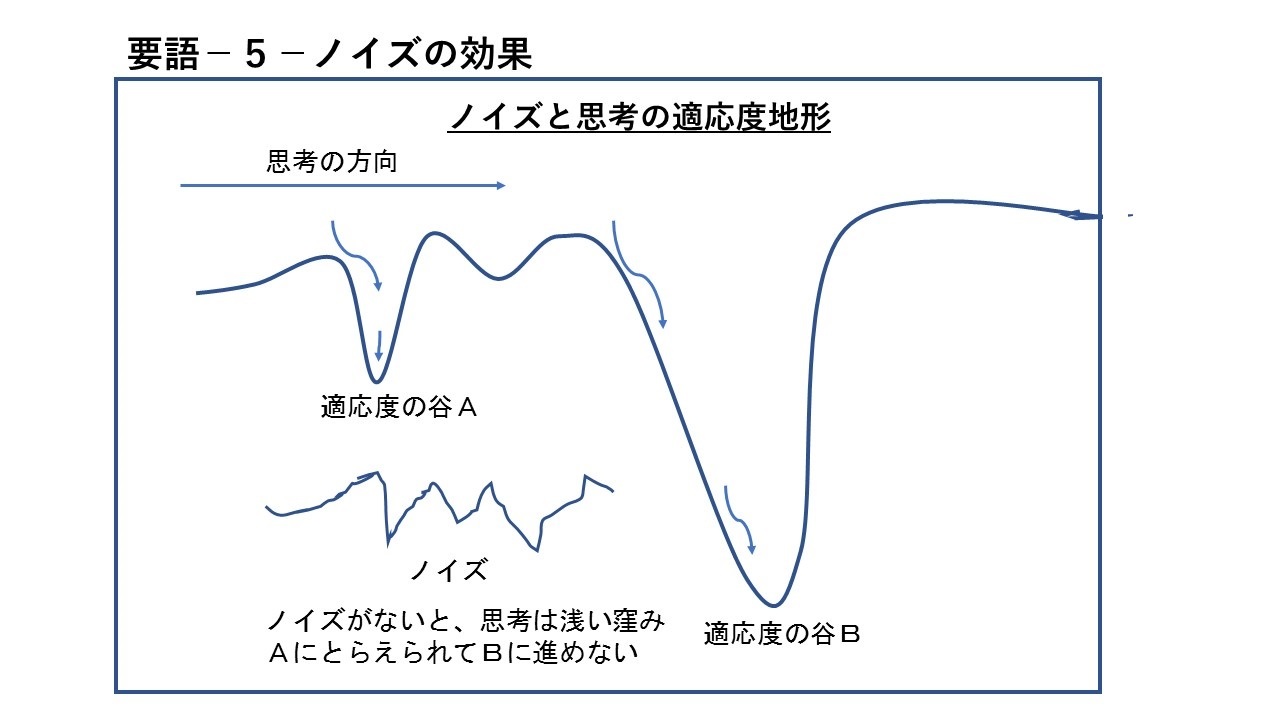 要語－５－ノイズの効果
ノイズと思考の適応度地形
思考の方向
適応度の谷Ａ
ノイズ
ノイズがないと、思考は浅い窪み
ＡにとらえられてＢに進めない
適応度の谷Ｂ